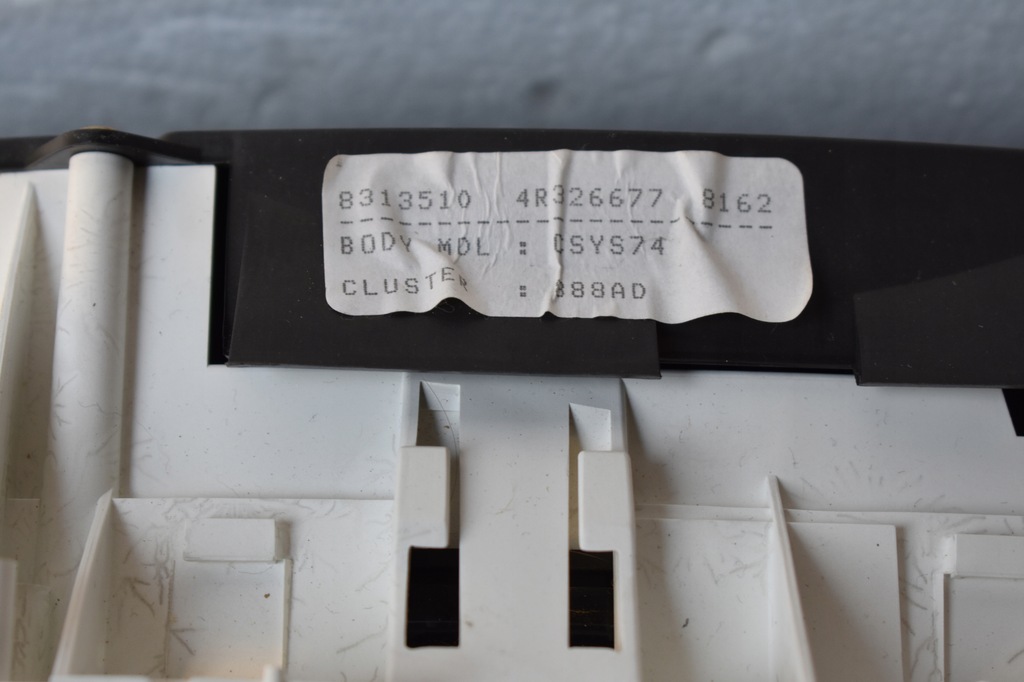 8313510 4R326677 8162
BODY MDL : CSYS74
CLUSTER : 888AD